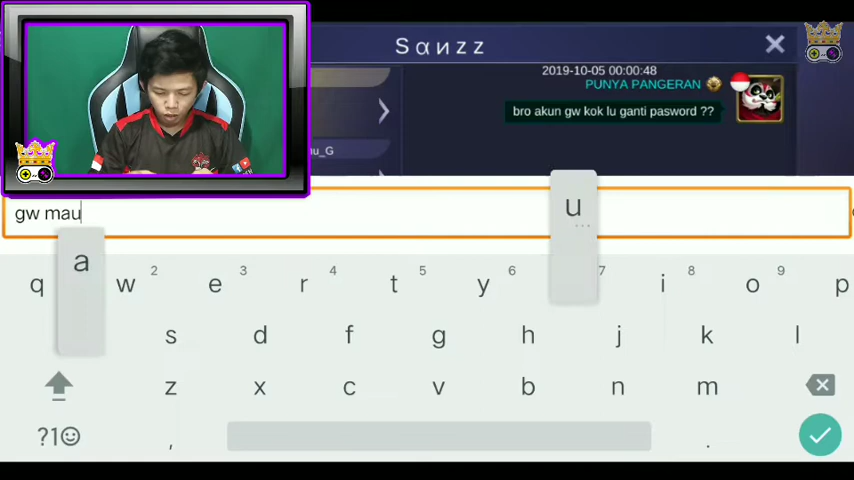 S α и z z
2019-10-05 00:00:48
PUNYA PANGERAN
bro akun gw kok lu ganti pasword ??
u_G
gw mau
u
a
q w 2 e 3 r 4 t 5 y 6 7 i 8 o 9 p
s d f g h j k l
z x c v b n m
?1☺ , .